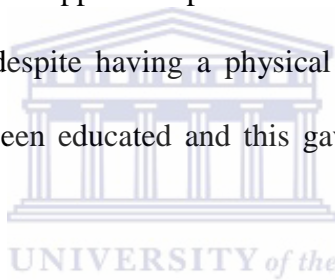 despite having a physical
een educated and this gav
UNIVERSITY of the